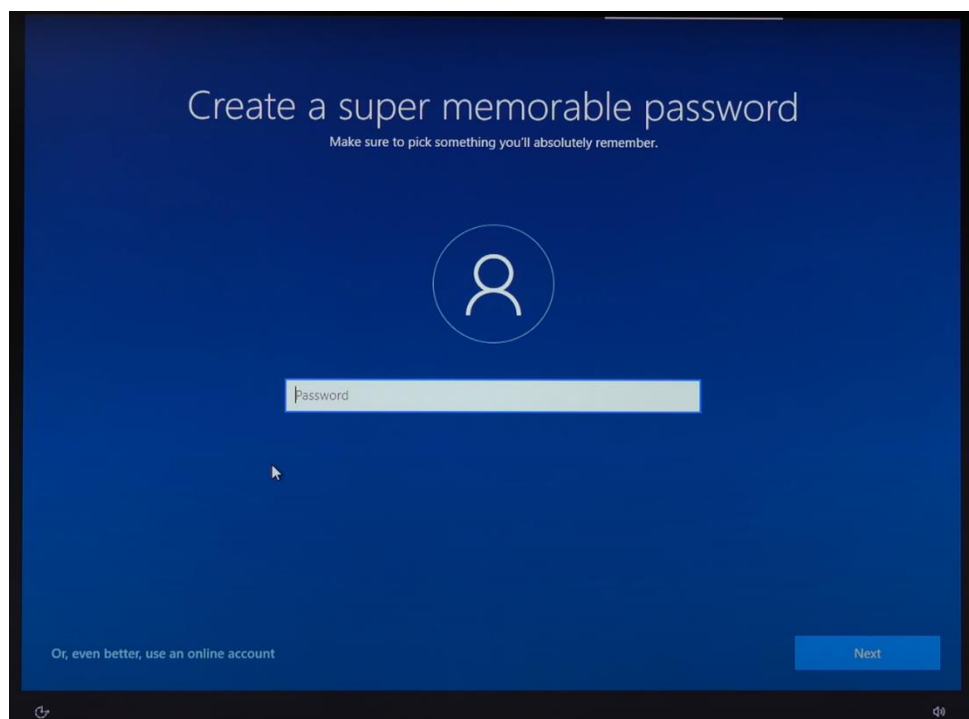 Create a super memorable password
Make sure to pick something you'll absolutely remember.
Password
Or, even better, use an online account
Next